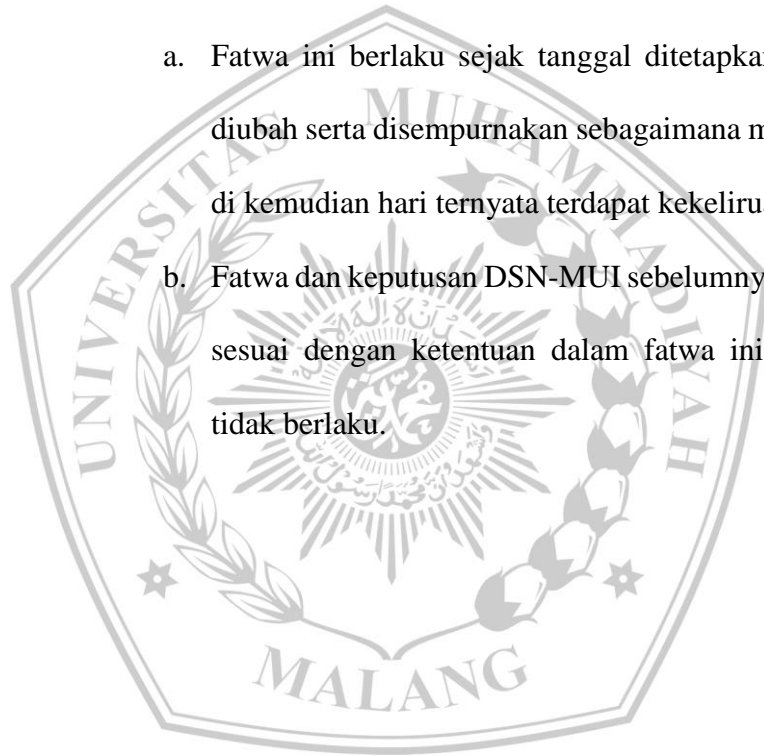 a. Fatwa ini berlaku sejak tanggal ditetapkan
diubah serta disempurnakan sebagaimana m
di kemudian hari ternyata terdapat kekelirua
b. Fatwa dan keputusan DSN-MUI sebelumny
sesuai dengan ketentuan dalam fatwa ini
tidak berlaku.
UNIVERSITAS MUHAMMADIYAH
MALANG